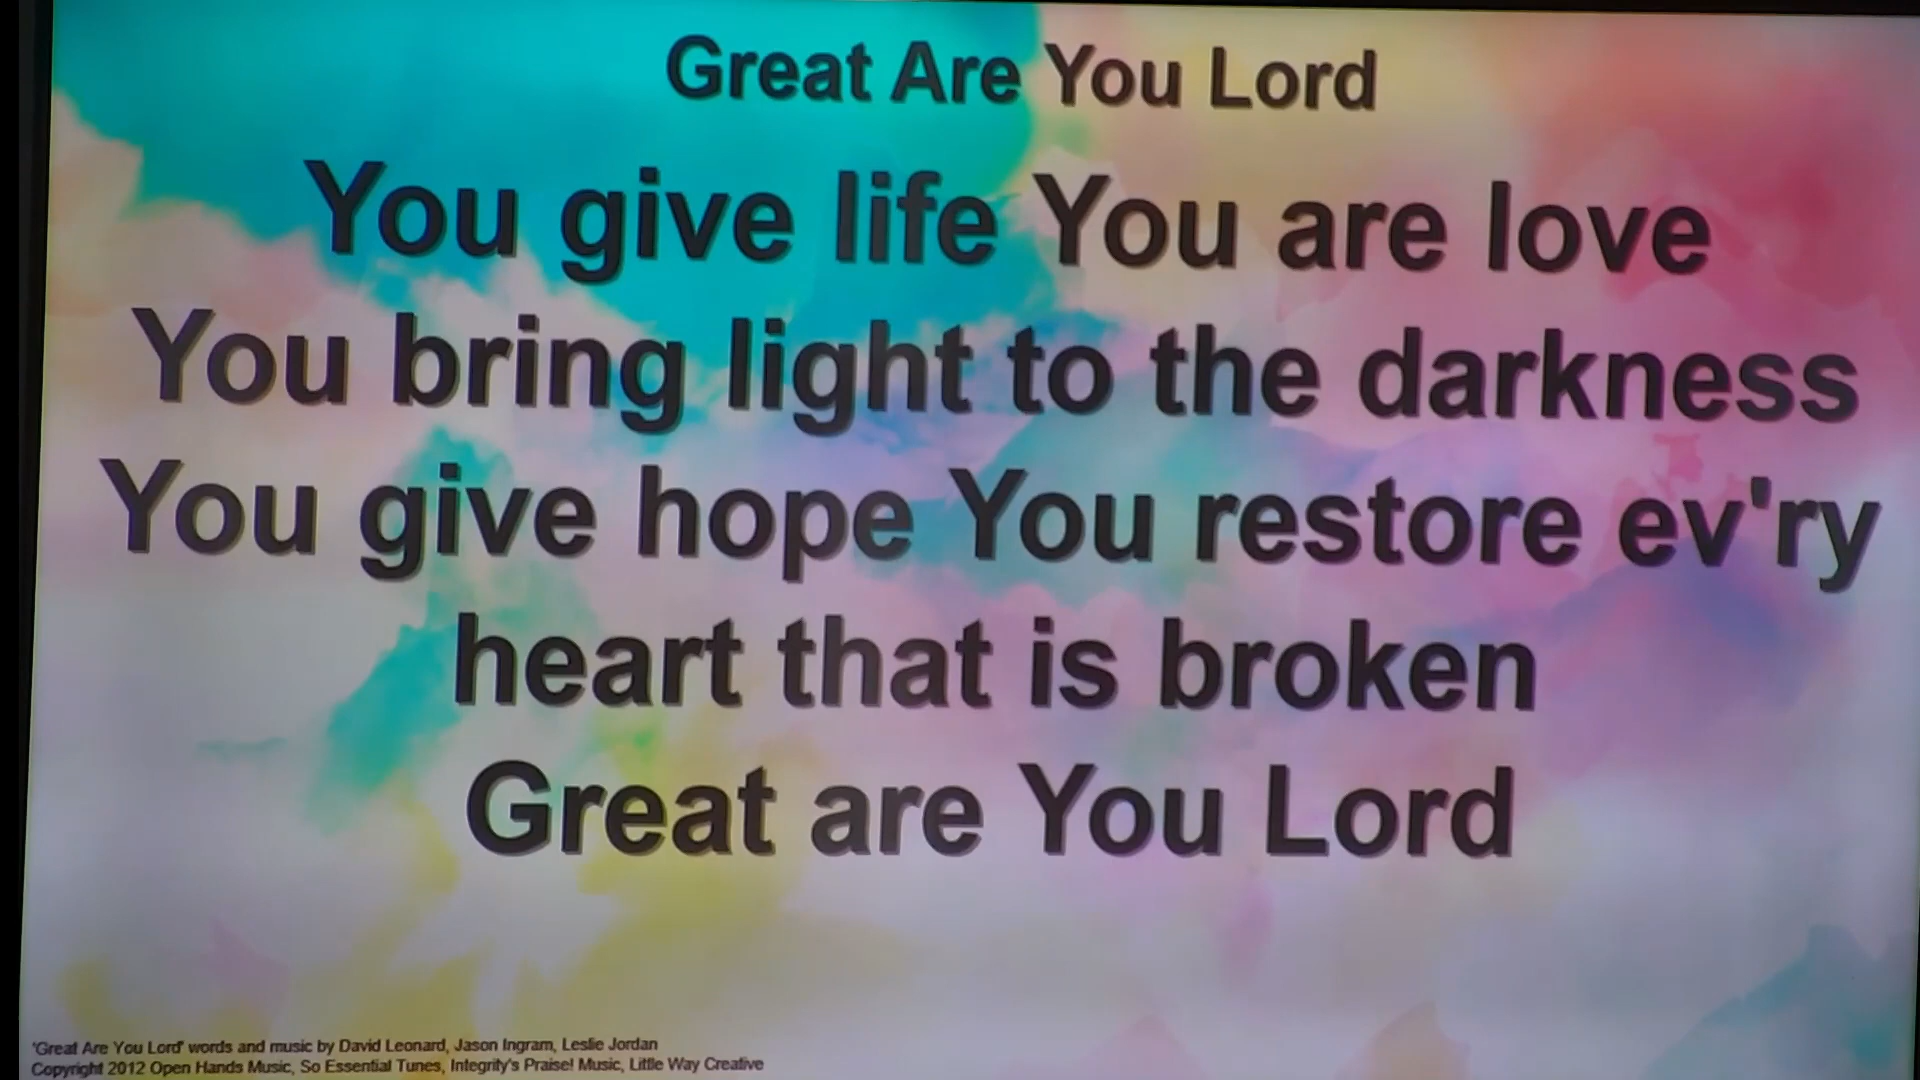 Great Are You Lord
You give life You are love
You bring light to the darkness
You give hope You restore ev'ry
heart that is broken
Great are You Lord
'Great Are You Lord' words and music by David Leonard, Jason Ingram, Leslie Jordan
Copyright 2012 Open Hands Music, So Essential Tunes, Integrity's Praise! Music, Little Way Creative